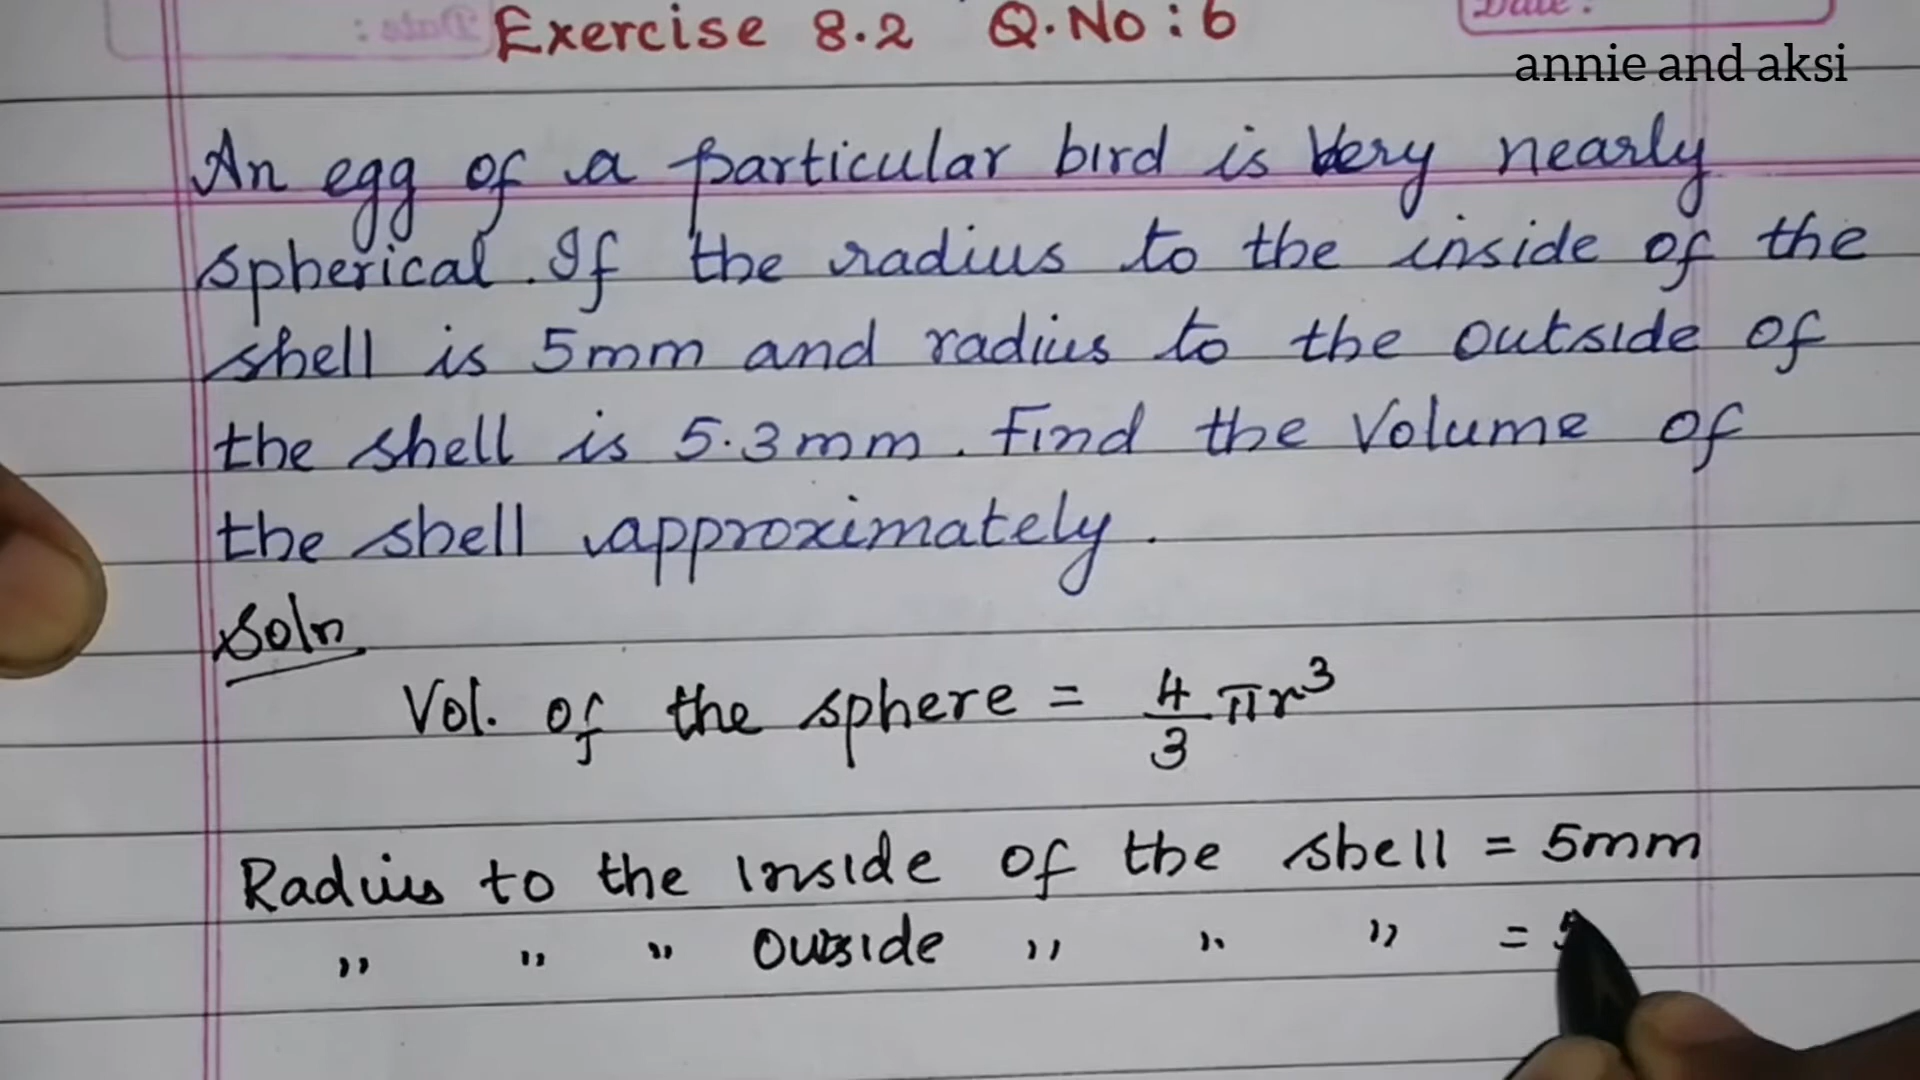 Exercise 8.2 Q.No:6
Date:
annie and aksi
An egg of a particular bird is very nearly
spherical. If the radius to the inside of the
shell is 5mm and radius to the outside of
the shell is 5.3mm. Find the Volume of
the shell approximately.
Soln
Vol. of the sphere = 4/3 πr³
Radius to the inside of the shell = 5mm
,, ,, ,, Outside ,, ,, ,, = 5